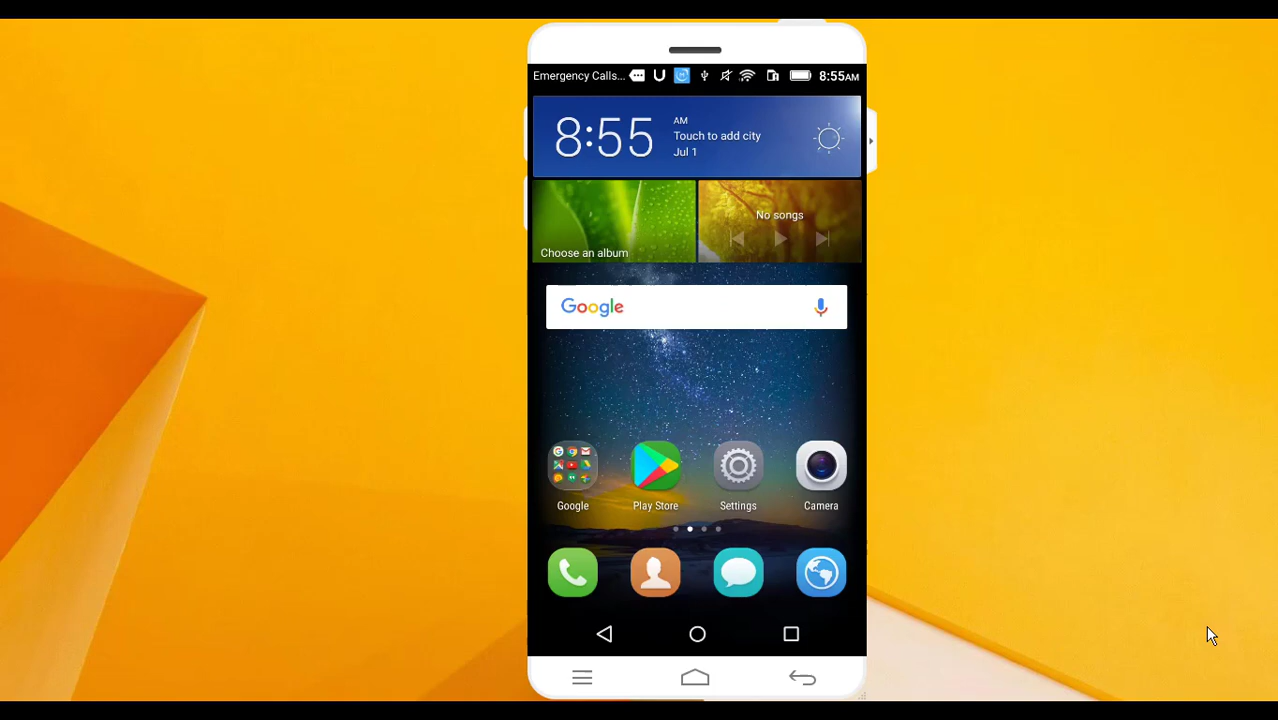 Emergency Calls... 8:55AM
8:55 AM
Touch to add city
Jul 1
No songs
Choose an album
Google
Google Play Store Settings Camera